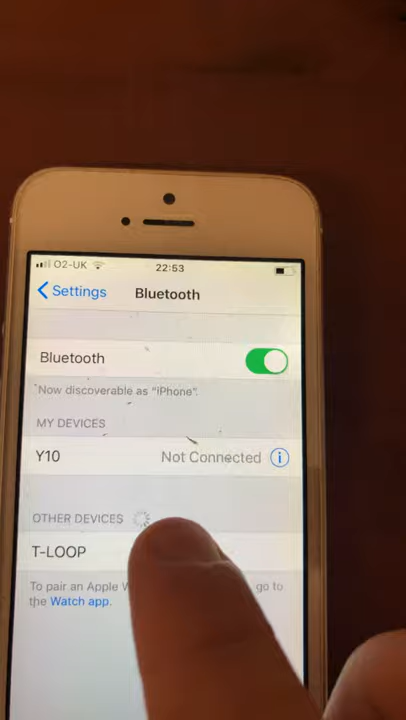 O2-UK
22:53
Settings
Bluetooth
Bluetooth
Now discoverable as "iPhone".
MY DEVICES
Y10 Not Connected
OTHER DEVICES
T-LOOP
To pair an Apple go to
the Watch app.